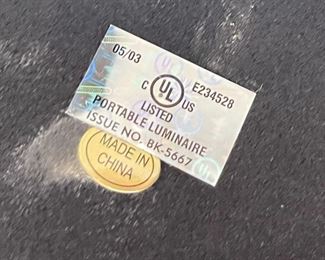 05/03
C UL US E234528
LISTED
PORTABLE LUMINAIRE
ISSUE NO. BK-5667
MADE IN
CHINA